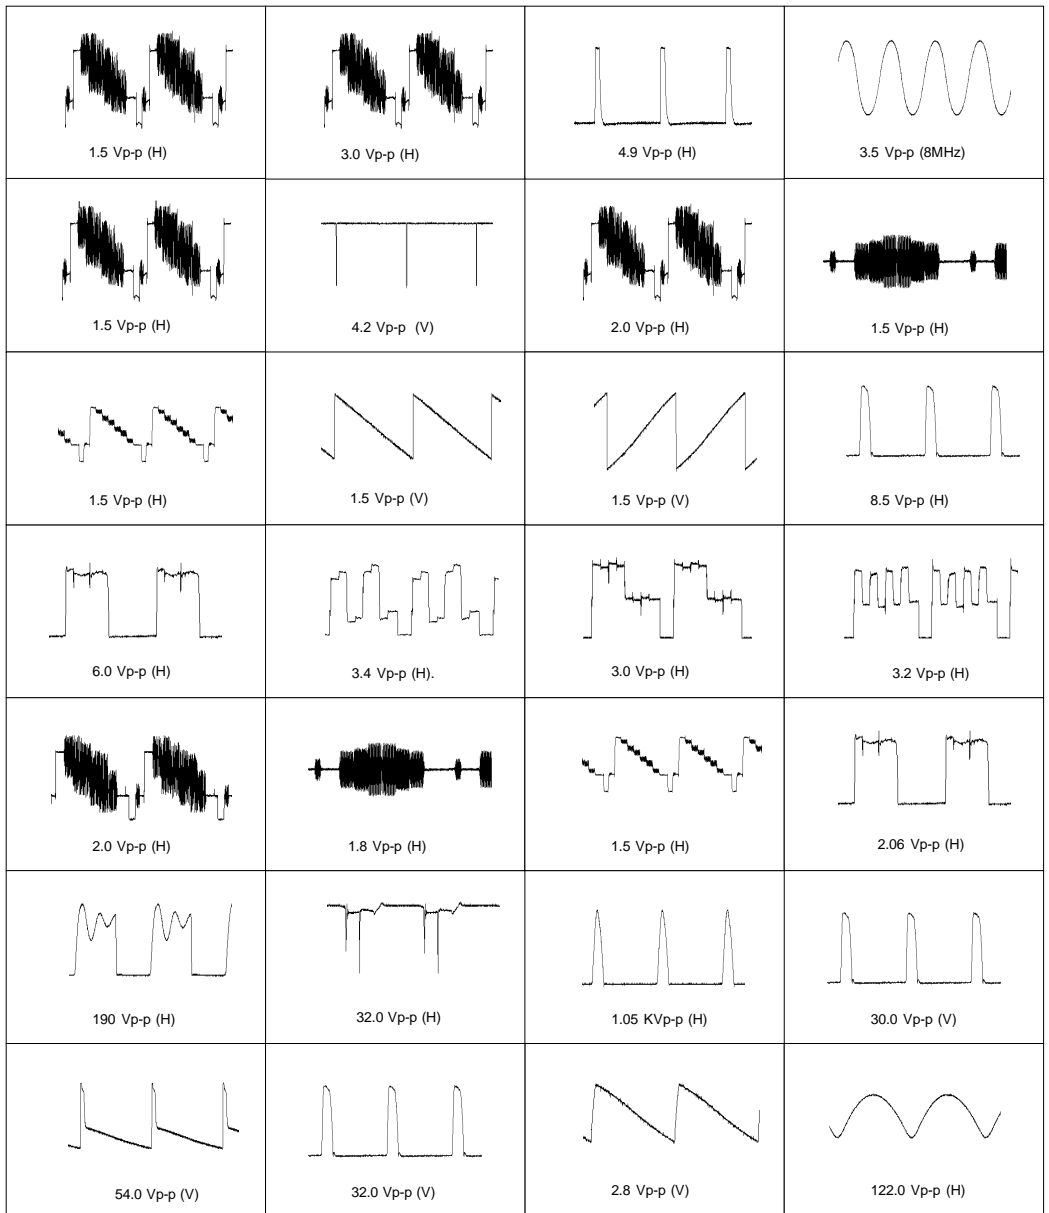 1.5 Vp-p (H)
3.0 Vp-p (H)
4.9 Vp-p (H)
3.5 Vp-p (8MHz)
1.5 Vp-p (H)
4.2 Vp-p (V)
2.0 Vp-p (H)
1.5 Vp-p (H)
1.5 Vp-p (H)
1.5 Vp-p (V)
1.5 Vp-p (V)
8.5 Vp-p (H)
6.0 Vp-p (H)
3.4 Vp-p (H).
3.0 Vp-p (H)
3.2 Vp-p (H)
2.0 Vp-p (H)
1.8 Vp-p (H)
1.5 Vp-p (H)
2.06 Vp-p (H)
190 Vp-p (H)
32.0 Vp-p (H)
1.05 KVp-p (H)
30.0 Vp-p (V)
54.0 Vp-p (V)
32.0 Vp-p (V)
2.8 Vp-p (V)
122.0 Vp-p (H)